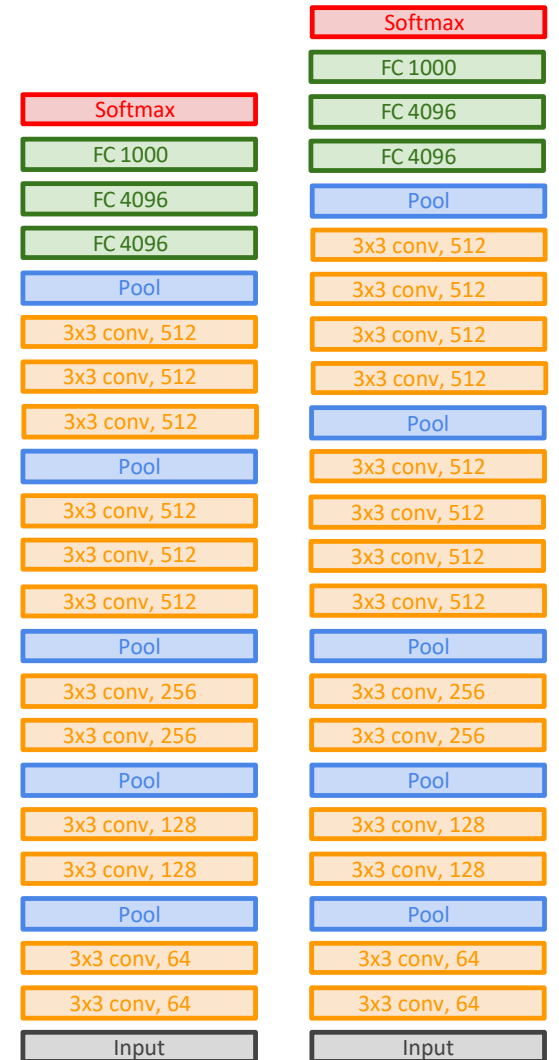 Softmax
FC 1000
FC 4096
FC 4096
Pool
3x3 conv, 512
3x3 conv, 512
3x3 conv, 512
Pool
3x3 conv, 512
3x3 conv, 512
3x3 conv, 512
Pool
3x3 conv, 256
3x3 conv, 256
Pool
3x3 conv, 128
3x3 conv, 128
Pool
3x3 conv, 64
3x3 conv, 64
Input
Softmax
FC 1000
FC 4096
FC 4096
Pool
3x3 conv, 512
3x3 conv, 512
3x3 conv, 512
3x3 conv, 512
Pool
3x3 conv, 512
3x3 conv, 512
3x3 conv, 512
3x3 conv, 512
Pool
3x3 conv, 256
3x3 conv, 256
Pool
3x3 conv, 128
3x3 conv, 128
Pool
3x3 conv, 64
3x3 conv, 64
Input